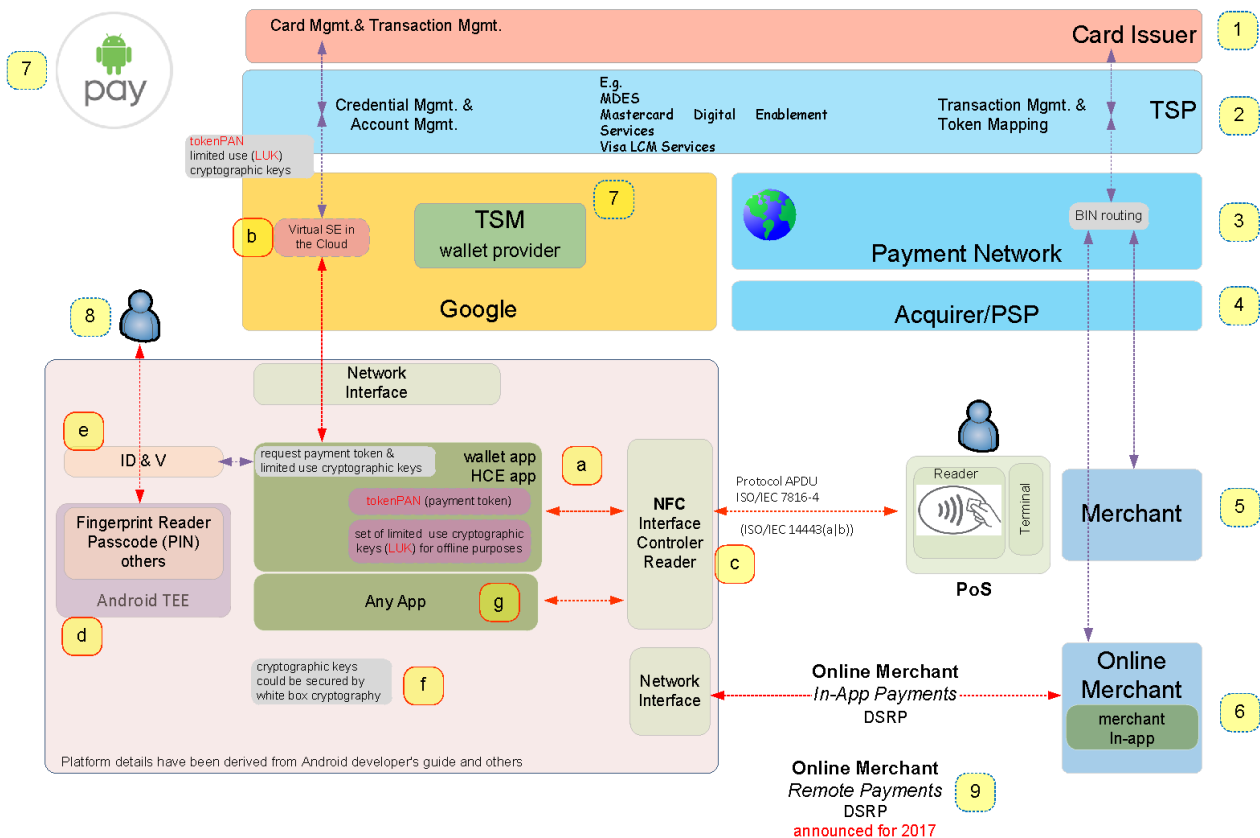 7
pay
Card Mgmt.& Transaction Mgmt.
Card Issuer
1
Credential Mgmt. &
Account Mgmt.
E.g.
MDES
Mastercard Digital Enablement
Services
Visa LCM Services
Transaction Mgmt. &
Token Mapping
TSP
2
tokenPAN
limited use (LUK)
cryptographic keys
b
Virtual SE in
the Cloud
TSM
wallet provider
7
Google
BIN routing
Payment Network
3
Acquirer/PSP
4
8
Network
Interface
e
ID & V
request payment token &
limited use cryptographic keys
wallet app
HCE app
a
tokenPAN (payment token)
set of limited use cryptographic
keys (LUK) for offline purposes
Fingerprint Reader
Passcode (PIN)
others
Android TEE
d
Any App
g
NFC
Interface
Controler
Reader
c
Protocol APDU
ISO/IEC 7816-4
(ISO/IEC 14443(a|b))
Reader
Terminal
PoS
Merchant
5
cryptographic keys
could be secured by
white box cryptography
f
Network
Interface
Online Merchant
In-App Payments
DSRP
Online
Merchant
merchant
In-app
6
Platform details have been derived from Android developer's guide and others
Online Merchant
Remote Payments
DSRP
announced for 2017
9